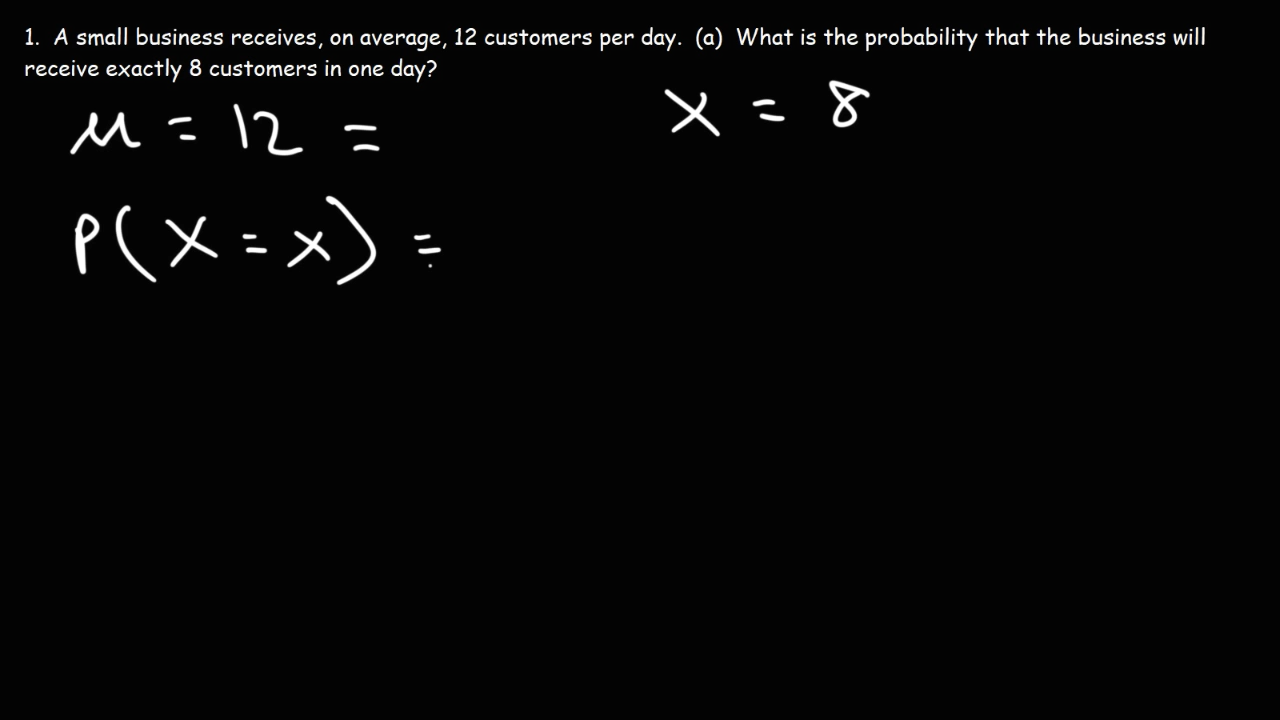 1. A small business receives, on average, 12 customers per day. (a) What is the probability that the business will
receive exactly 8 customers in one day?
μ = 12 =
x = 8
P(X = x) =